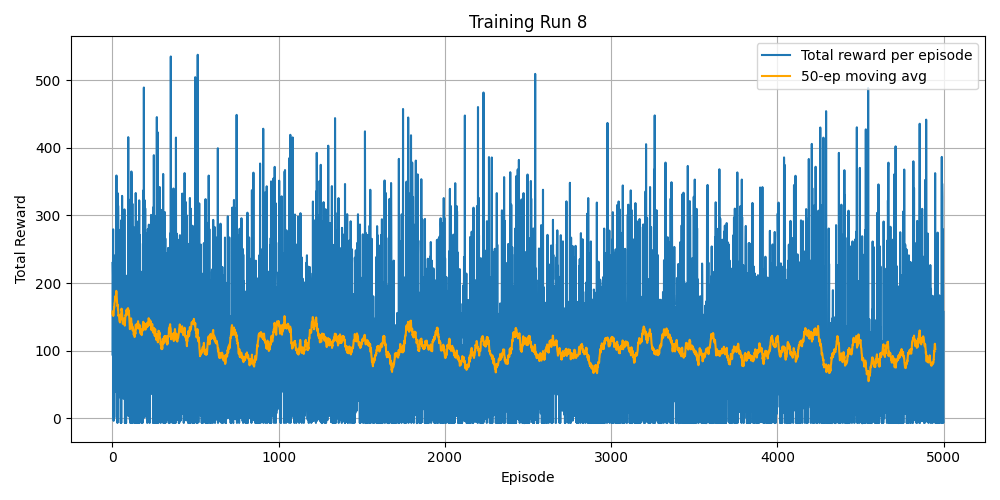 Training Run 8
Total reward per episode
50-ep moving avg
Total Reward
500
400
300
200
100
0
0 1000 2000 3000 4000 5000
Episode